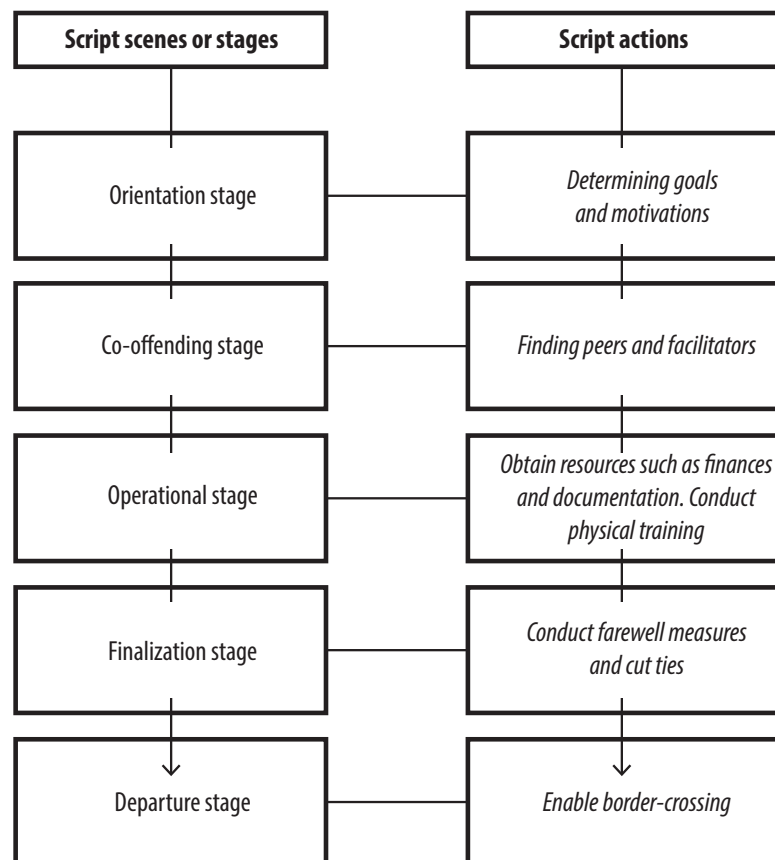 Script scenes or stages
Script actions
Orientation stage
Determining goals
and motivations
Co-offending stage
Finding peers and facilitators
Operational stage
Obtain resources such as finances
and documentation. Conduct
physical training
Finalization stage
Conduct farewell measures
and cut ties
Departure stage
Enable border-crossing